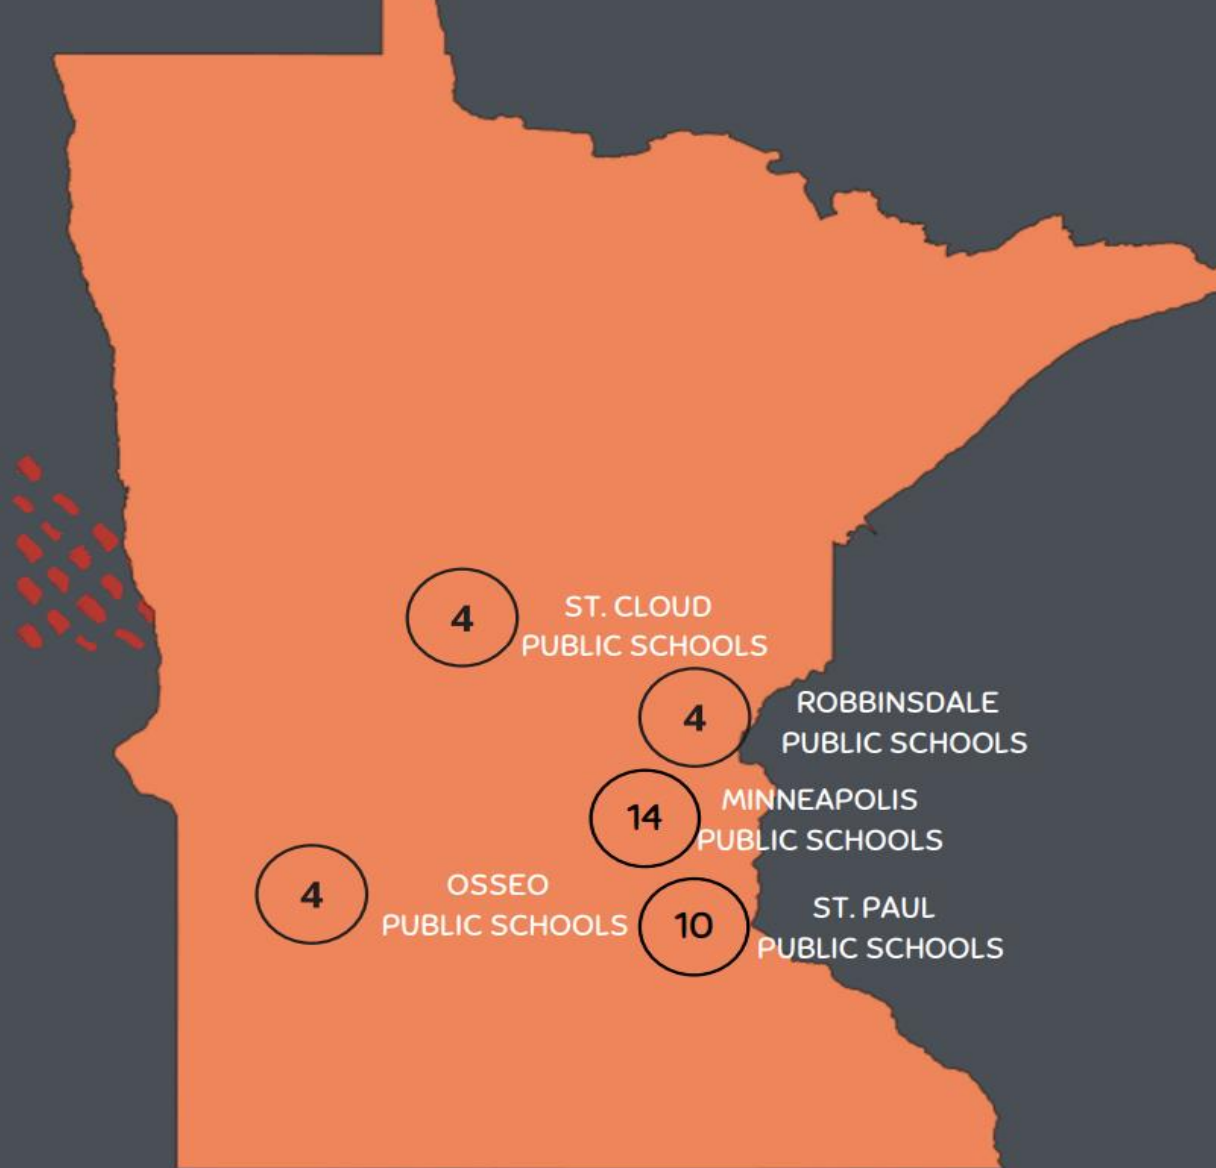 4
ST. CLOUD
PUBLIC SCHOOLS
4
ROBBINSDALE
PUBLIC SCHOOLS
14
MINNEAPOLIS
PUBLIC SCHOOLS
4
OSSEO
PUBLIC SCHOOLS
10
ST. PAUL
PUBLIC SCHOOLS